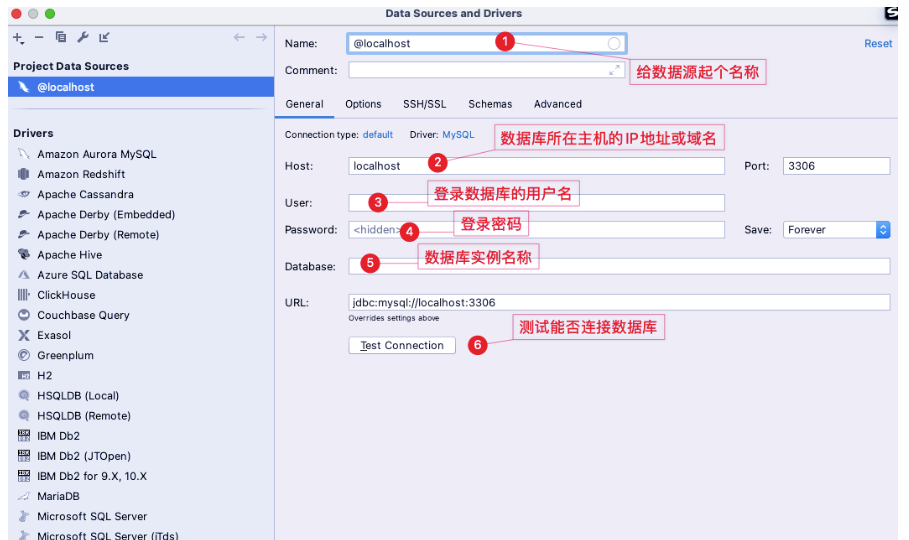 Data Sources and Drivers
Project Data Sources
@localhost
Drivers
Amazon Aurora MySQL
Amazon Redshift
Apache Cassandra
Apache Derby (Embedded)
Apache Derby (Remote)
Apache Hive
Azure SQL Database
ClickHouse
Couchbase Query
Exasol
Greenplum
H2
HSQLDB (Local)
HSQLDB (Remote)
IBM Db2
IBM Db2 (JTOpen)
IBM Db2 for 9.X, 10.X
MariaDB
Microsoft SQL Server
Microsoft SQL Server (jTds)
Name: @localhost 1 Reset
Comment: 给数据源起个名称
General Options SSH/SSL Schemas Advanced
Connection type: default Driver: MySQL 数据库所在主机的IP地址或域名
Host: localhost 2 Port: 3306
User: 3 登录数据库的用户名
Password: <hidden> 4 登录密码 Save: Forever
Database: 5 数据库实例名称
URL: jdbc:mysql://localhost:3306
Overrides settings above
Test Connection 6 测试能否连接数据库